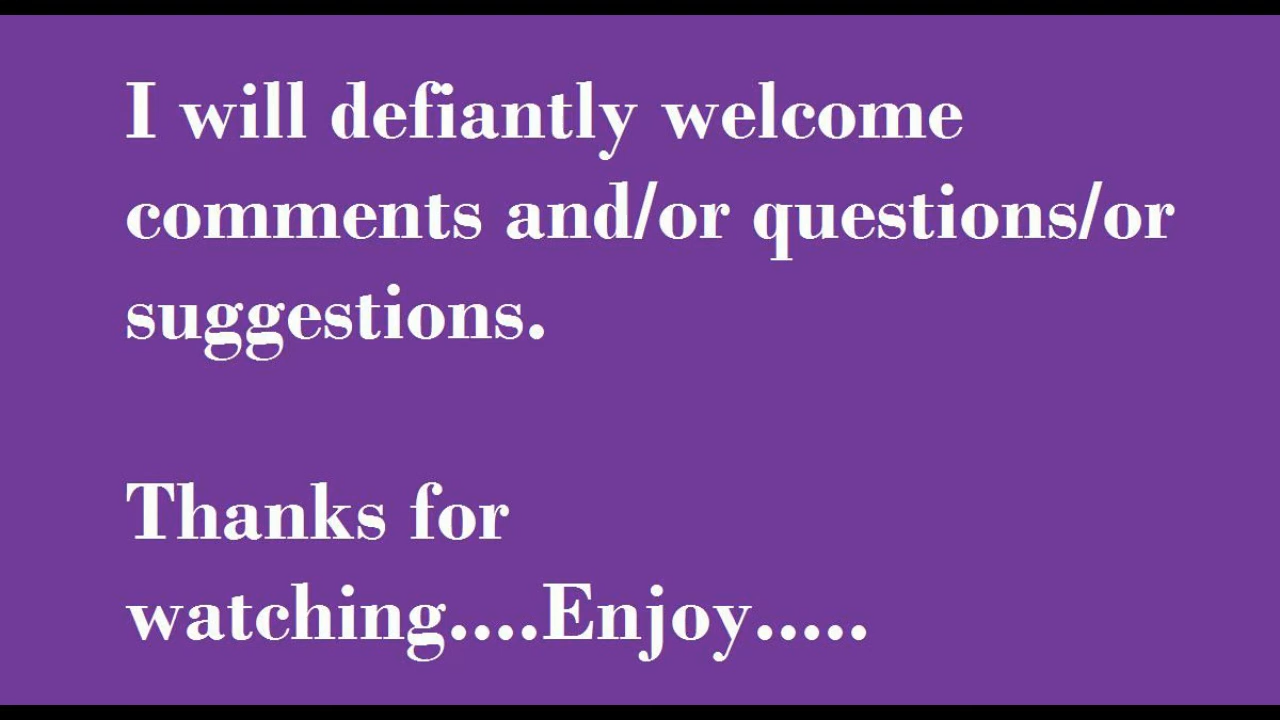 I will defiantly welcome
comments and/or questions/or
suggestions.
Thanks for
watching....Enjoy.....